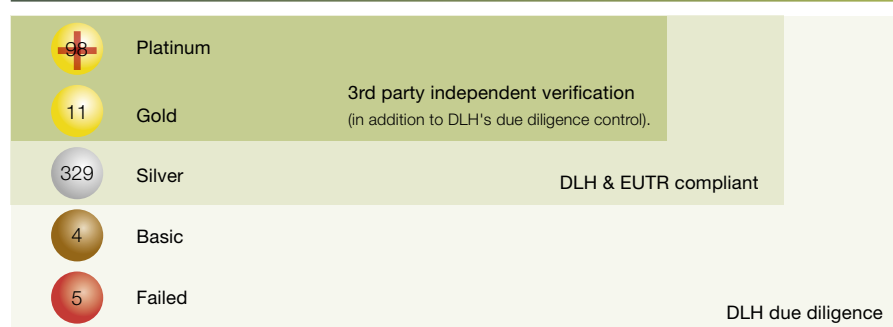 98
Platinum
3rd party independent verification
11
Gold
(in addition to DLH's due diligence control).
329
Silver
DLH & EUTR compliant
4
Basic
5
Failed
DLH due diligence